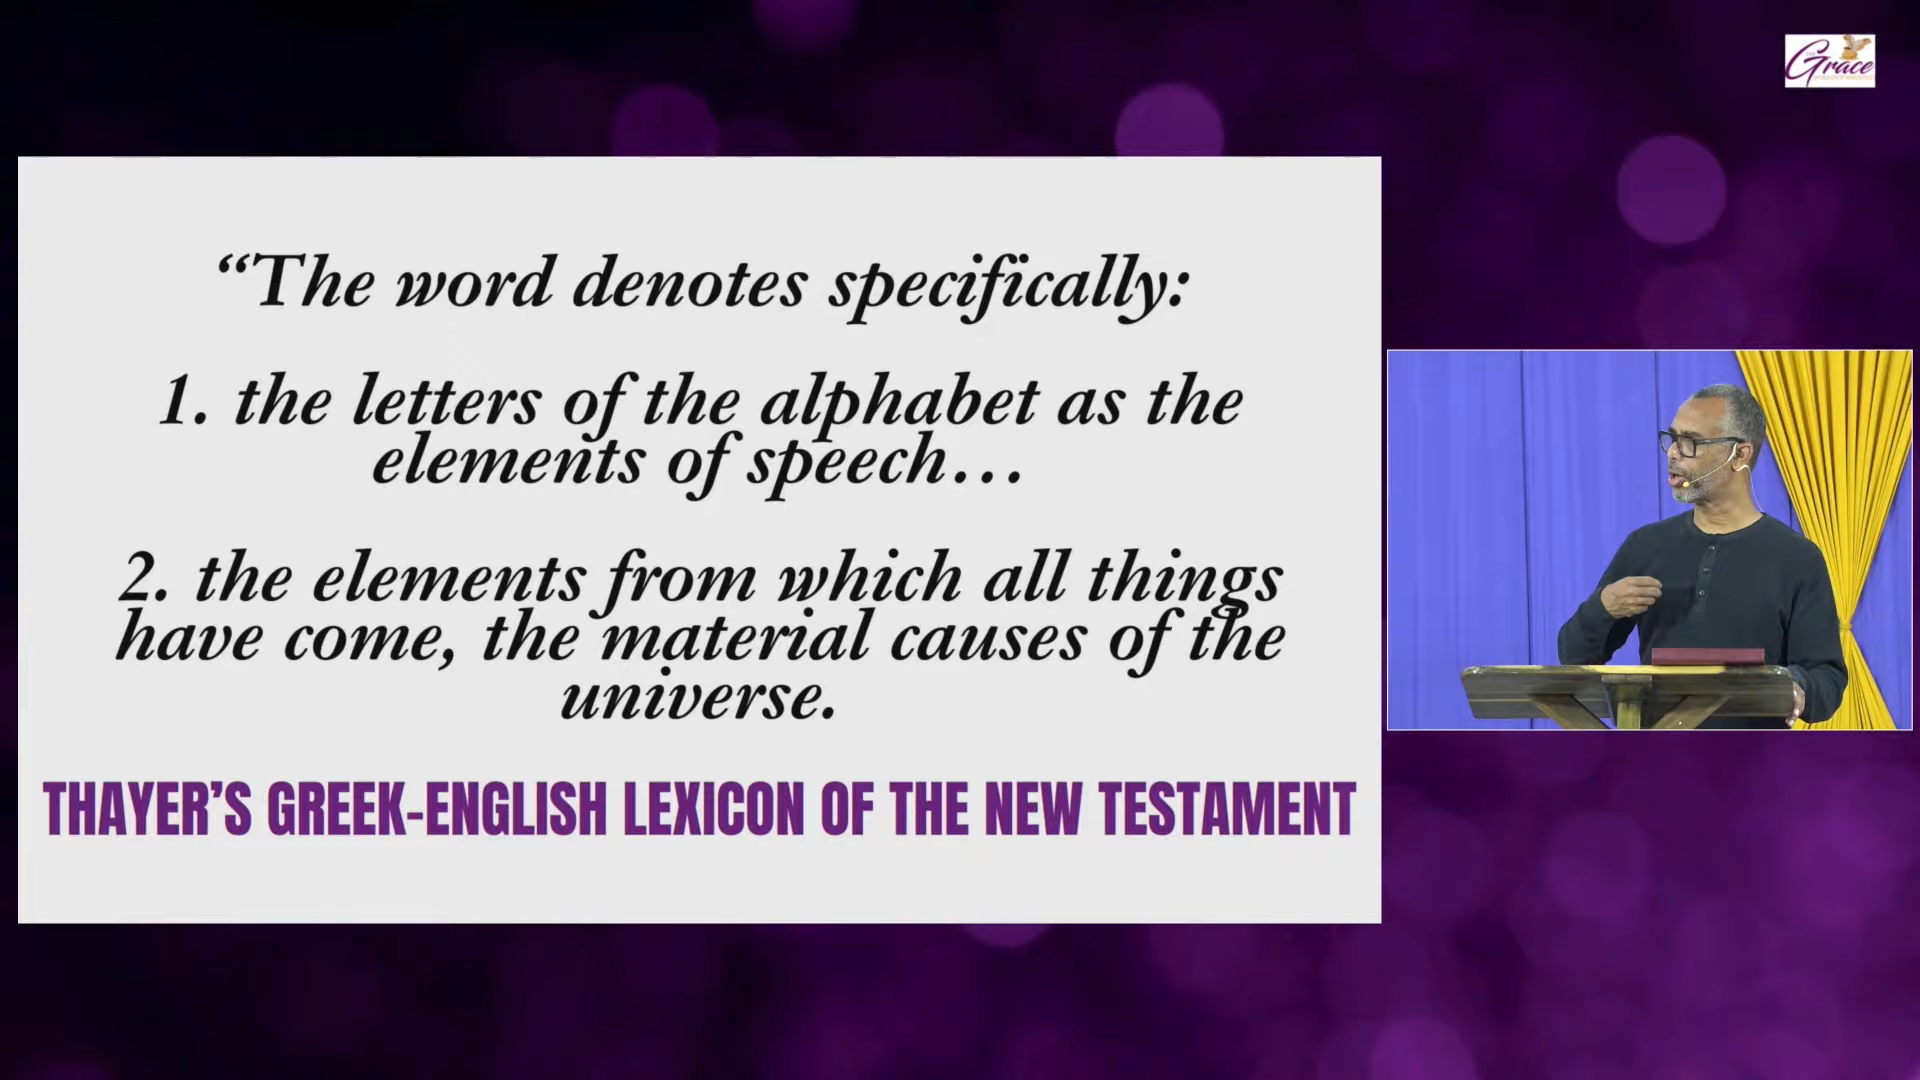 Grace
“The word denotes specifically:
1. the letters of the alphabet as the
elements of speech…
2. the elements from which all things
have come, the material causes of the
universe.
THAYER’S GREEK-ENGLISH LEXICON OF THE NEW TESTAMENT